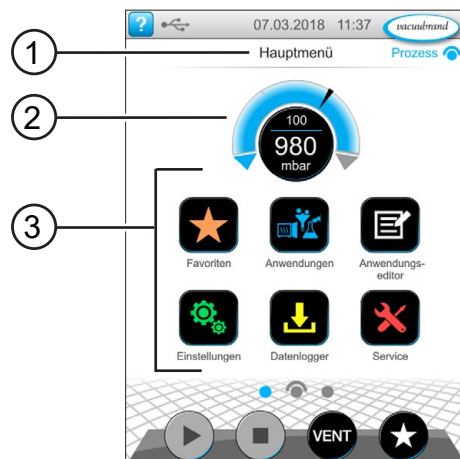 ? 07.03.2018 11:37 vacuubrand
1 Hauptmenü Prozess
2
100
980
mbar
3
Favoriten Anwendungen Anwendungs-
editor
Einstellungen Datenlogger Service
VENT